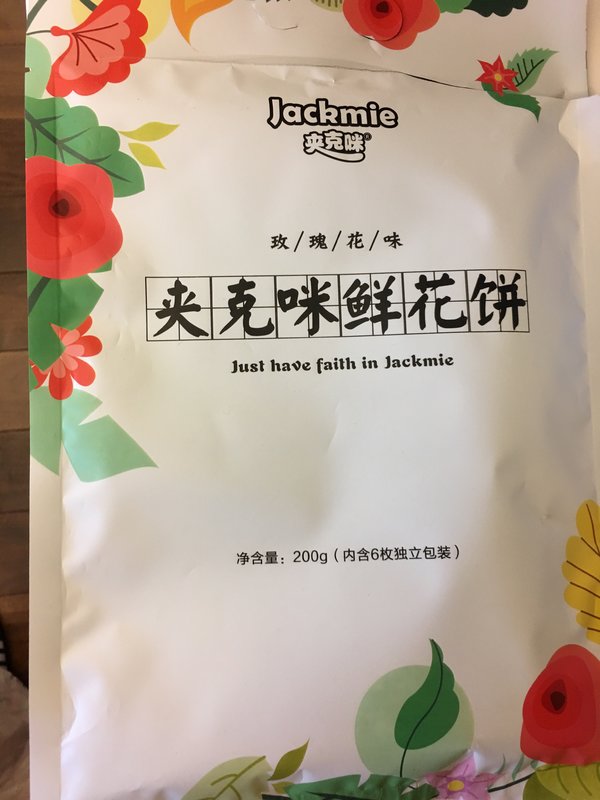 Jackmie
夹克咪®
玫/瑰/花/味
夹克咪鲜花饼
Just have faith in Jackmie
净含量：200g（内含6枚独立包装）